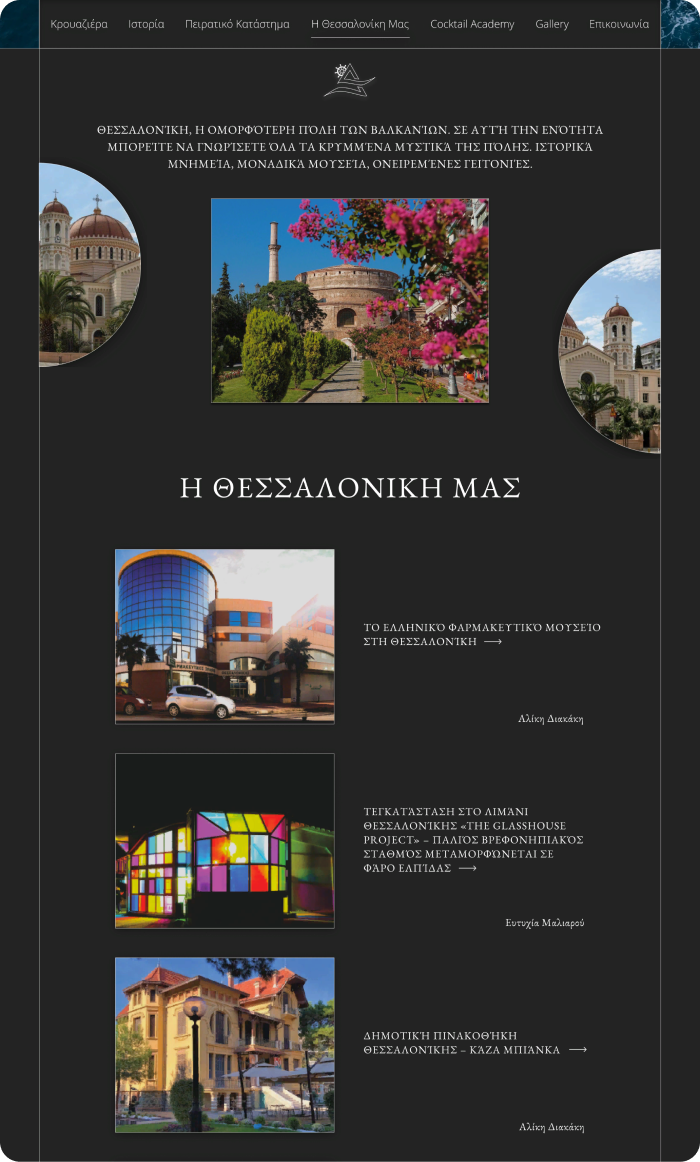 Κρουαζιέρα Ιστορία Πειρατικό Κατάστημα Η Θεσσαλονίκη Μας Cocktail Academy Gallery Επικοινωνία
ΘΕΣΣΑΛΟΝΊΚΗ, Η ΟΜΟΡΦΌΤΕΡΗ ΠΌΛΗ ΤΩΝ ΒΑΛΚΑΝΊΩΝ. ΣΕ ΑΥΤΉ ΤΗΝ ΕΝΌΤΗΤΑ
ΜΠΟΡΕΊΤΕ ΝΑ ΓΝΩΡΊΣΕΤΕ ΌΛΑ ΤΑ ΚΡΥΜΜΈΝΑ ΜΥΣΤΙΚΆ ΤΗΣ ΠΌΛΗΣ. ΙΣΤΟΡΙΚΆ
ΜΝΗΜΕΊΑ, ΜΟΝΑΔΙΚΆ ΜΟΥΣΕΊΑ, ΟΝΕΙΡΕΜΈΝΕΣ ΓΕΙΤΟΝΙΈΣ.
Η ΘΕΣΣΑΛΟΝΙΚΗ ΜΑΣ
ΤΟ ΕΛΛΗΝΙΚΌ ΦΑΡΜΑΚΕΥΤΙΚΌ ΜΟΥΣΕΊΟ
ΣΤΗ ΘΕΣΣΑΛΟΝΊΚΗ ⟶
Αλίκη Διακάκη
ΤΕΓΚΑΤΆΣΤΑΣΗ ΣΤΟ ΛΙΜΆΝΙ
ΘΕΣΣΑΛΟΝΊΚΗΣ «THE GLASSHOUSE
PROJECT» – ΠΑΛΙΌΣ ΒΡΕΦΟΝΗΠΙΑΚΌΣ
ΣΤΑΘΜΌΣ ΜΕΤΑΜΟΡΦΏΝΕΤΑΙ ΣΕ
ΦΆΡΟ ΕΛΠΊΔΑΣ ⟶
Ευτυχία Μαλιαρού
ΔΗΜΟΤΙΚΉ ΠΙΝΑΚΟΘΉΚΗ
ΘΕΣΣΑΛΟΝΊΚΗΣ – ΚΆΖΑ ΜΠΙΆΝΚΑ ⟶
Αλίκη Διακάκη